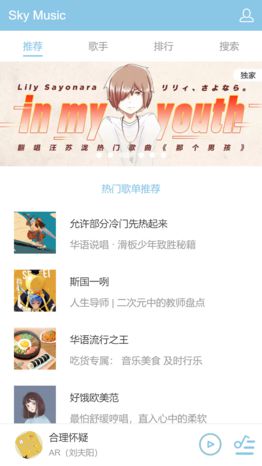 Sky Music
推荐 歌手 排行 搜索
Lily Sayonara リリィ、さよなら。
独家
in my youth
翻唱汪苏泷热门歌曲《那个男孩》
热门歌单推荐
允许部分冷门先热起来
华语说唱 · 滑板少年致胜秘籍
斯国一咧
人生导师 | 二次元中的教师盘点
华语流行之王
吃货专属： 音乐美食 及时行乐
好饿欧美范
最怕舒缓哼唱，直入心中的柔软
合理怀疑
AR（刘夫阳）